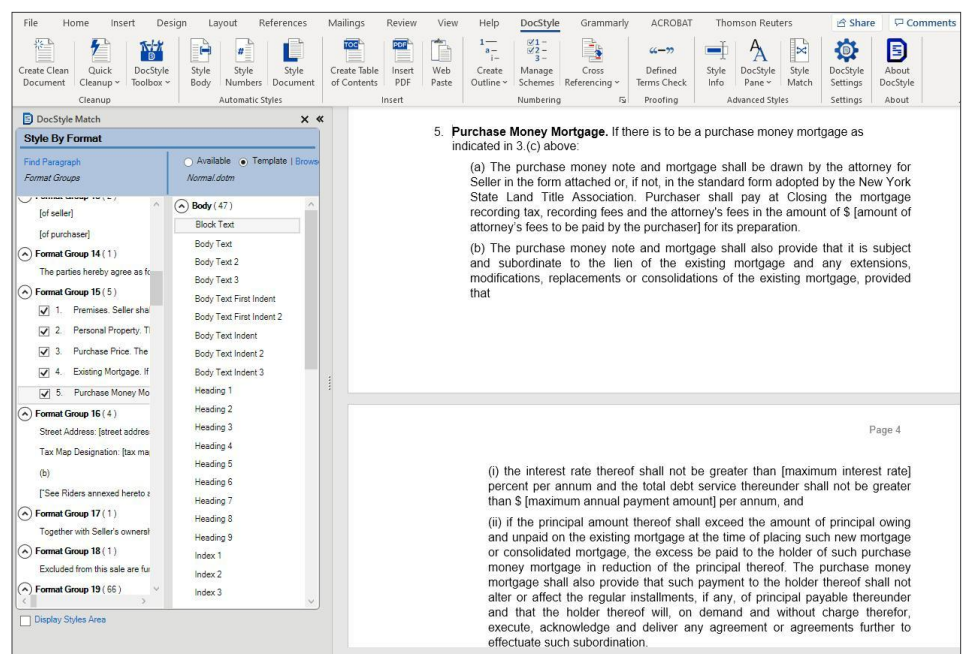 File Home Insert Design Layout References Mailings Review View Help DocStyle Grammarly ACROBAT Thomson Reuters Share Comments
Create Clean Document
Quick Cleanup
DocStyle Toolbox
Style Body
Style Numbers
Style Document
Create Table of Contents
Insert PDF
Web Paste
Create Outline
Manage Schemes
Cross Referencing
Defined Terms Check
Style Info
DocStyle Pane
Style Match
DocStyle Settings
About DocStyle
Cleanup Automatic Styles Insert Numbering Proofing Advanced Styles Settings About
DocStyle Match
Style By Format
Find Paragraph
Format Groups
Available Template | Browse
Normal.dotm
[of seller]
[of purchaser]
Format Group 14 ( 1 )
The parties hereby agree as fo
Format Group 15 ( 5 )
1. Premises. Seller shal
2. Personal Property. Th
3. Purchase Price. The
4. Existing Mortgage. If
5. Purchase Money Mo
Format Group 16 ( 4 )
Street Address: [street addres
Tax Map Designation: [tax ma
(b)
["See Riders annexed hereto a
Format Group 17 ( 1 )
Together with Seller's ownersh
Format Group 18 ( 1 )
Excluded from this sale are fur
Format Group 19 ( 66 )
Display Styles Area
Body ( 47 )
Block Text
Body Text
Body Text 2
Body Text 3
Body Text First Indent
Body Text First Indent 2
Body Text Indent
Body Text Indent 2
Body Text Indent 3
Heading 1
Heading 2
Heading 3
Heading 4
Heading 5
Heading 6
Heading 7
Heading 8
Heading 9
Index 1
Index 2
Index 3
5. Purchase Money Mortgage. If there is to be a purchase money mortgage as
indicated in 3.(c) above:
(a) The purchase money note and mortgage shall be drawn by the attorney for
Seller in the form attached or, if not, in the standard form adopted by the New York
State Land Title Association. Purchaser shall pay at Closing the mortgage
recording tax, recording fees and the attorney's fees in the amount of $ [amount of
attorney's fees to be paid by the purchaser] for its preparation.
(b) The purchase money note and mortgage shall also provide that it is subject
and subordinate to the lien of the existing mortgage and any extensions,
modifications, replacements or consolidations of the existing mortgage, provided
that
Page 4
(i) the interest rate thereof shall not be greater than [maximum interest rate]
percent per annum and the total debt service thereunder shall not be greater
than $ [maximum annual payment amount] per annum, and
(ii) if the principal amount thereof shall exceed the amount of principal owing
and unpaid on the existing mortgage at the time of placing such new mortgage
or consolidated mortgage, the excess be paid to the holder of such purchase
money mortgage in reduction of the principal thereof. The purchase money
mortgage shall also provide that such payment to the holder thereof shall not
alter or affect the regular installments, if any, of principal payable thereunder
and that the holder thereof will, on demand and without charge therefor,
execute, acknowledge and deliver any agreement or agreements further to
effectuate such subordination.